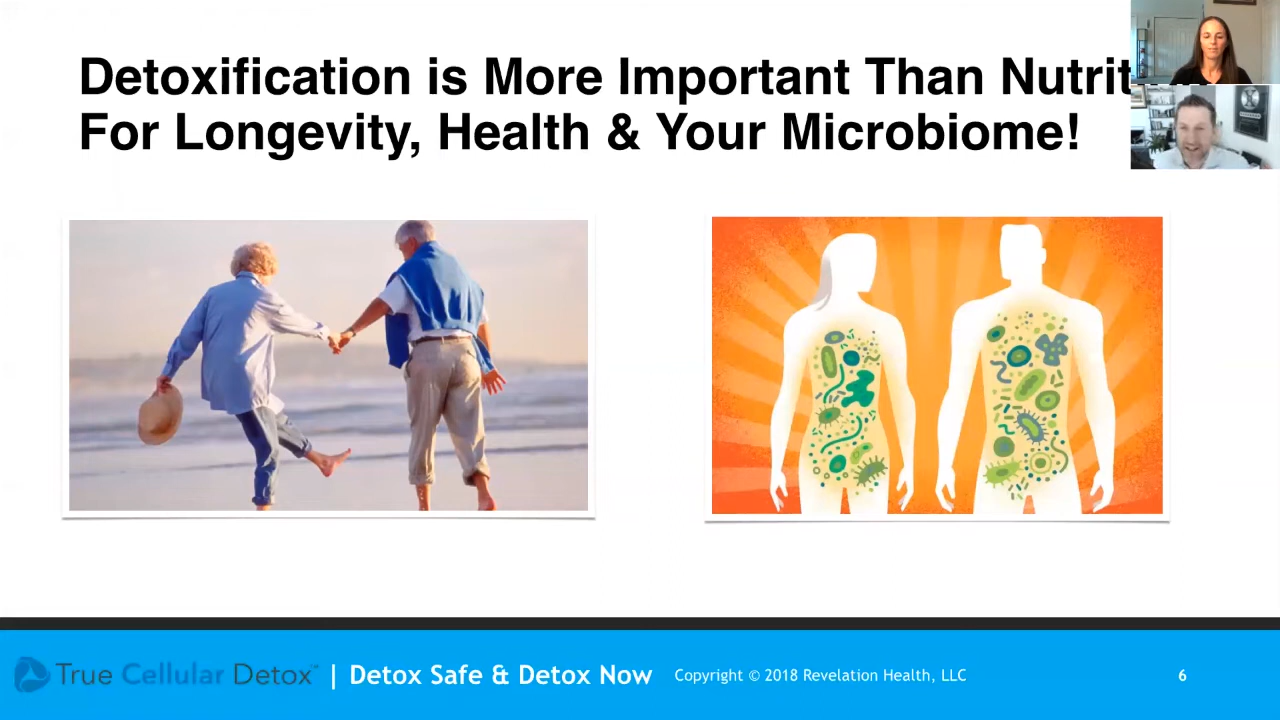 Detoxification is More Important Than Nutrit
For Longevity, Health & Your Microbiome!
True Cellular Detox™ | Detox Safe & Detox Now Copyright © 2018 Revelation Health, LLC 6